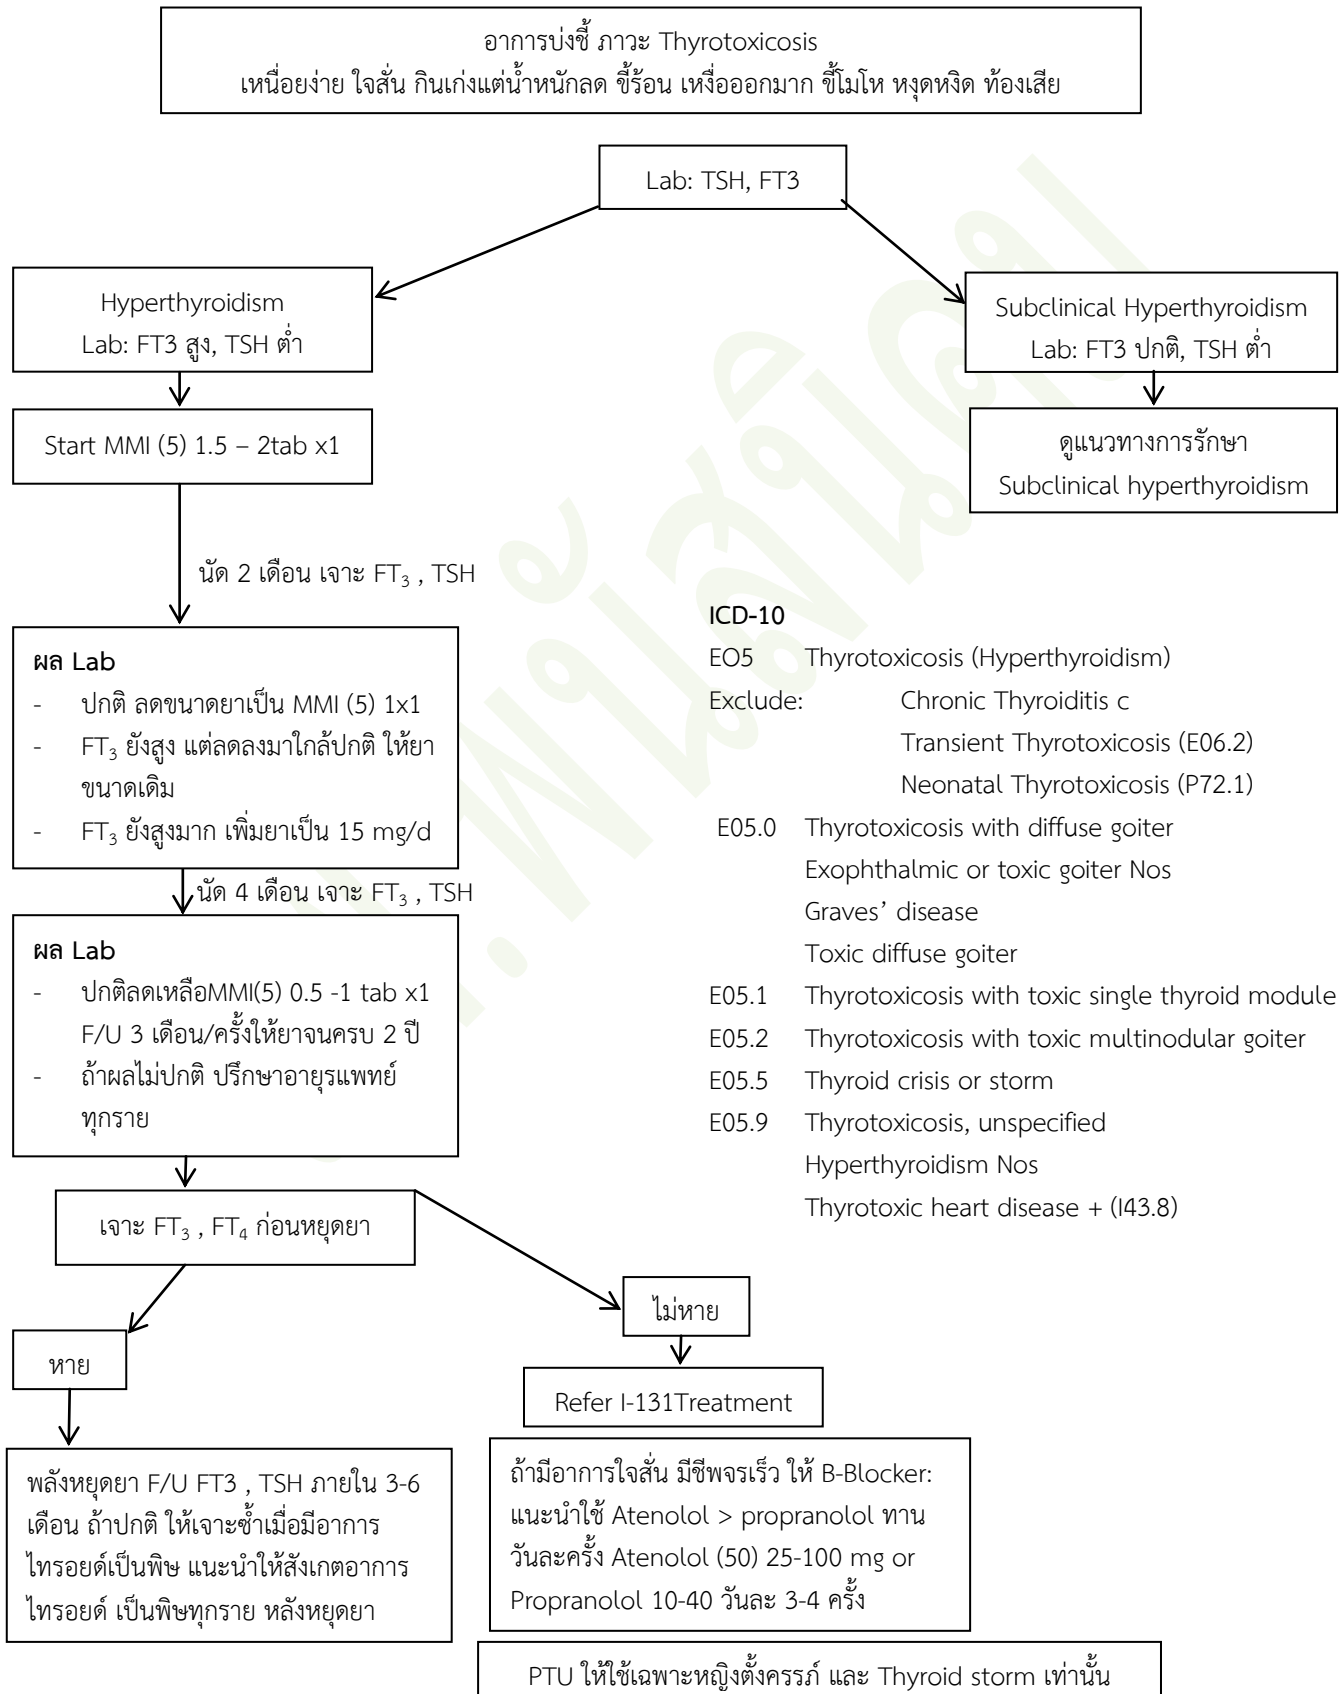 อาการบ่งชี้ ภาวะ Thyrotoxicosis
เหนื่อยง่าย ใจสั่น กินเก่งแต่น้ำหนักลด ขี้ร้อน เหงื่อออกมาก ขี้โมโห หงุดหงิด ท้องเสีย
Lab: TSH, FT3
Hyperthyroidism
Lab: FT3 สูง, TSH ต่ำ
Subclinical Hyperthyroidism
Lab: FT3 ปกติ, TSH ต่ำ
Start MMI (5) 1.5 – 2tab x1
ดูแนวทางการรักษา
Subclinical hyperthyroidism
นัด 2 เดือน เจาะ FT₃ , TSH
ผล Lab
- ปกติ ลดขนาดยาเป็น MMI (5) 1x1
- FT₃ ยังสูง แต่ลดลงมาใกล้ปกติ ให้ยา
ขนาดเดิม
- FT₃ ยังสูงมาก เพิ่มยาเป็น 15 mg/d
นัด 4 เดือน เจาะ FT₃ , TSH
ผล Lab
- ปกติลดเหลือMMI(5) 0.5 -1 tab x1
F/U 3 เดือน/ครั้งให้ยาจนครบ 2 ปี
- ถ้าผลไม่ปกติ ปรึกษาอายุรแพทย์
ทุกราย
เจาะ FT₃ , FT₄ ก่อนหยุดยา
หาย
พลังหยุดยา F/U FT3 , TSH ภายใน 3-6
เดือน ถ้าปกติ ให้เจาะซ้ำเมื่อมีอาการ
ไทรอยด์เป็นพิษ แนะนำให้สังเกตอาการ
ไทรอยด์ เป็นพิษทุกราย หลังหยุดยา
ไม่หาย
Refer I-131Treatment
ถ้ามีอาการใจสั่น มีชีพจรเร็ว ให้ B-Blocker:
แนะนำใช้ Atenolol > propranolol ทาน
วันละครั้ง Atenolol (50) 25-100 mg or
Propranolol 10-40 วันละ 3-4 ครั้ง
PTU ให้ใช้เฉพาะหญิงตั้งครรภ์ และ Thyroid storm เท่านั้น
ICD-10
EO5 Thyrotoxicosis (Hyperthyroidism)
Exclude: Chronic Thyroiditis c
Transient Thyrotoxicosis (E06.2)
Neonatal Thyrotoxicosis (P72.1)
E05.0 Thyrotoxicosis with diffuse goiter
Exophthalmic or toxic goiter Nos
Graves’ disease
Toxic diffuse goiter
E05.1 Thyrotoxicosis with toxic single thyroid module
E05.2 Thyrotoxicosis with toxic multinodular goiter
E05.5 Thyroid crisis or storm
E05.9 Thyrotoxicosis, unspecified
Hyperthyroidism Nos
Thyrotoxic heart disease + (I43.8)